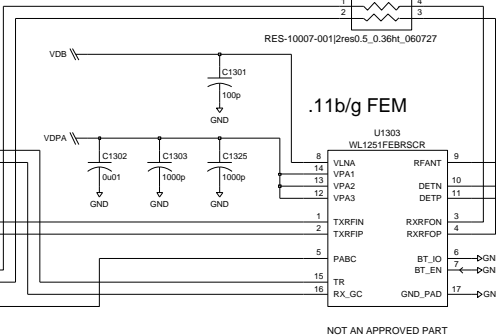 1
4
2
3
RES-10007-001|2res0.5_0.36ht_060727
VDB
C1301
100p
GND
.11b/g FEM
VDPA
C1302
0u01
GND
C1303
1000p
GND
C1325
1000p
GND
U1303
WL1251FEBRSCR
8 VLNA RFANT 9
14 VPA1
13 VPA2 DETN 10
12 VPA3 DETP 11
1 TXRFIN RXRFON 3
2 TXRFIP RXRFOP 4
5 PABC BT_IO 6 GN
BT_EN 7 GN
15 TR
16 RX_GC GND_PAD 17 GN
NOT AN APPROVED PART